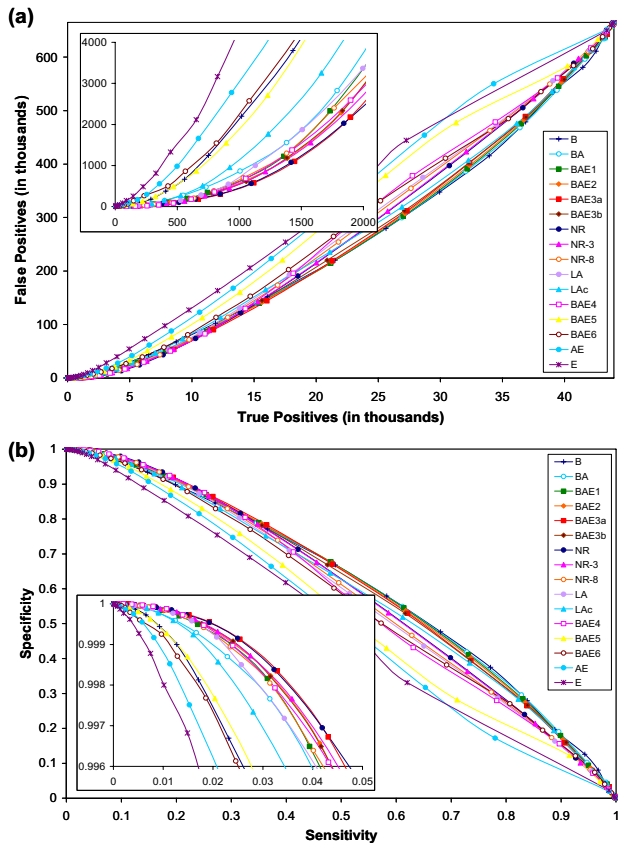 (a)
False Positives (in thousands)
600
500
400
300
200
100
0
0
5
10
15
20
25
30
35
40
True Positives (in thousands)
4000
3000
2000
1000
0
0
500
1000
1500
2000
B
BA
BAE1
BAE2
BAE3a
BAE3b
NR
NR-3
NR-8
LA
LAc
BAE4
BAE5
BAE6
AE
E
(b)
Specificity
1
0.9
0.8
0.7
0.6
0.5
0.4
0.3
0.2
0.1
0
0
0.1
0.2
0.3
0.4
0.5
0.6
0.7
0.8
0.9
1
Sensitivity
1
0.999
0.998
0.997
0.996
0
0.01
0.02
0.03
0.04
0.05
B
BA
BAE1
BAE2
BAE3a
BAE3b
NR
NR-3
NR-8
LA
LAc
BAE4
BAE5
BAE6
AE
E